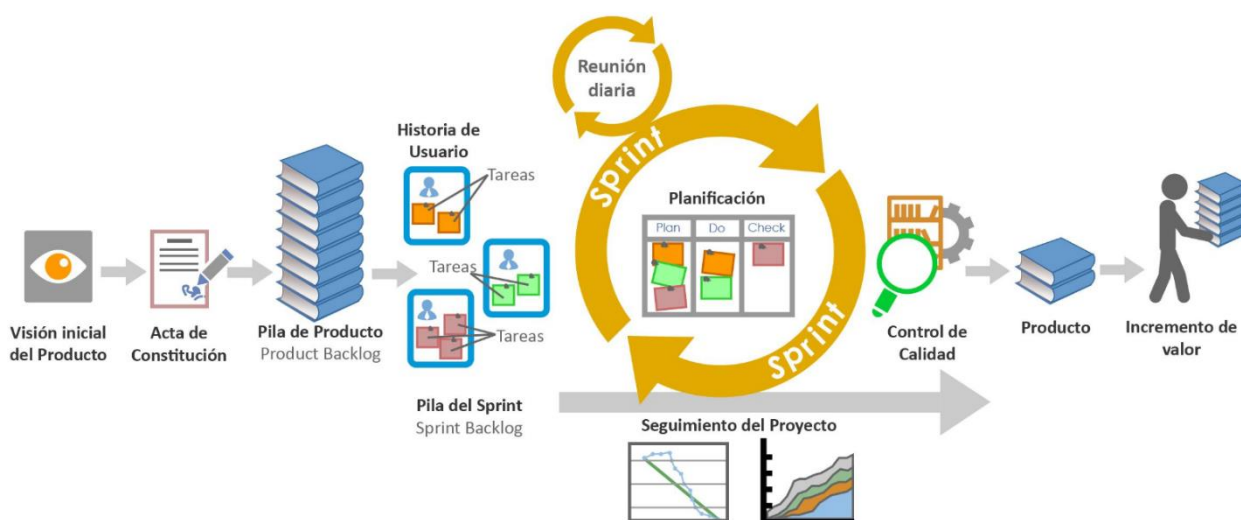 Reunión
diaria
Historia de
Usuario
Tareas
Sprint
Planificación
Plan
Do
Check
Tareas
Tareas
Sprint
Visión inicial
del Producto
Acta de
Constitución
Pila de Producto
Product Backlog
Control de
Calidad
Producto
Incremento de
valor
Pila del Sprint
Sprint Backlog
Seguimiento del Proyecto